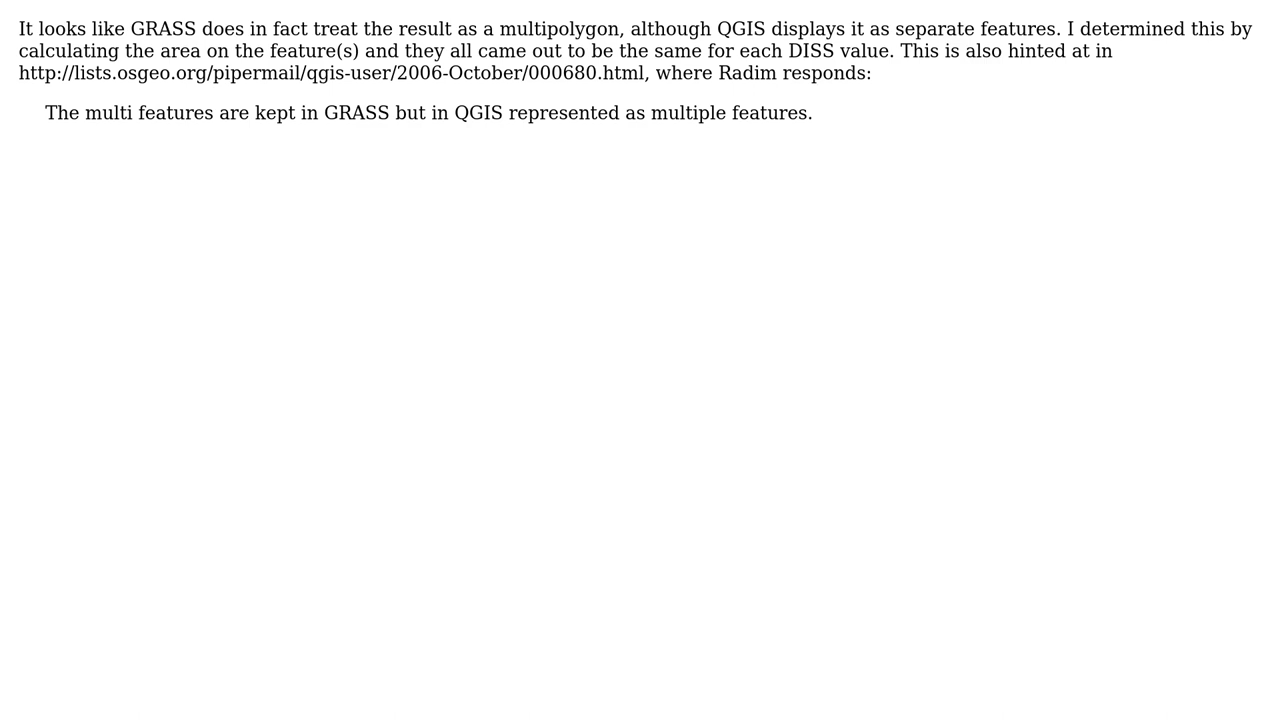 It looks like GRASS does in fact treat the result as a multipolygon, although QGIS displays it as separate features. I determined this by
calculating the area on the feature(s) and they all came out to be the same for each DISS value. This is also hinted at in
http://lists.osgeo.org/pipermail/qgis-user/2006-October/000680.html, where Radim responds:
The multi features are kept in GRASS but in QGIS represented as multiple features.